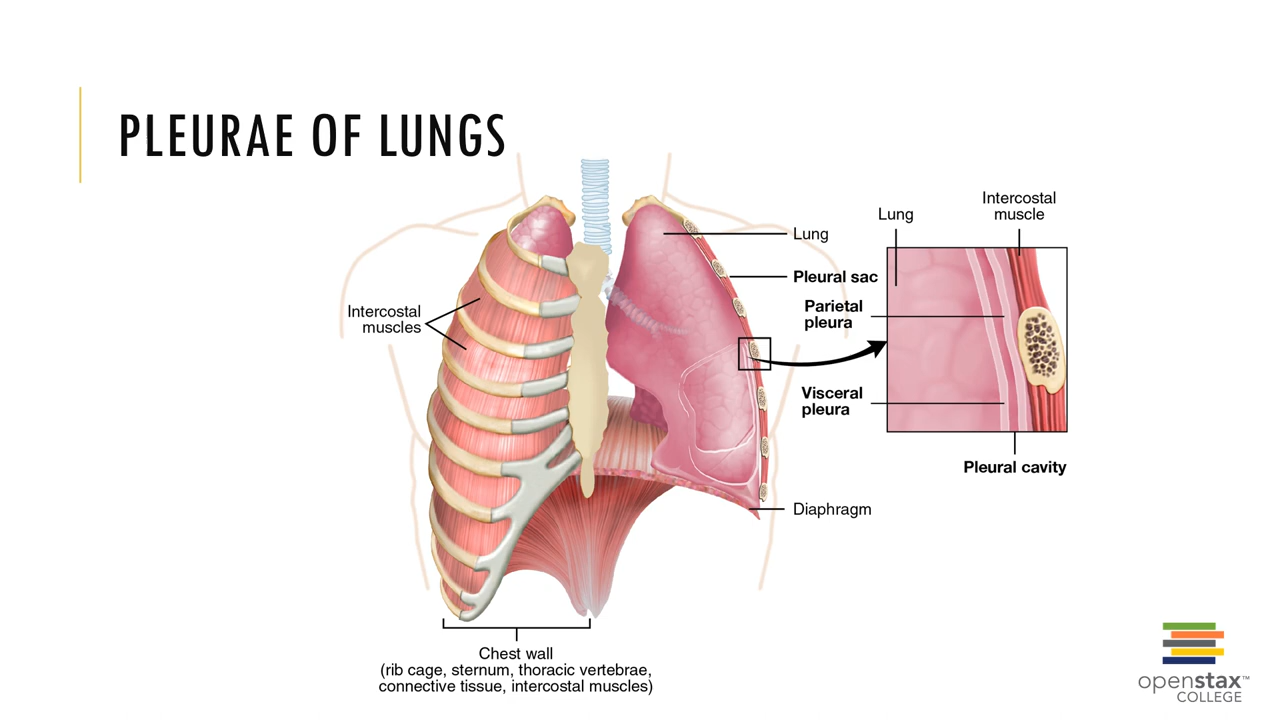 PLEURAE OF LUNGS
Lung
Intercostal
muscle
Lung
Pleural sac
Parietal
pleura
Intercostal
muscles
Visceral
pleura
Pleural cavity
Diaphragm
Chest wall
(rib cage, sternum, thoracic vertebrae,
connective tissue, intercostal muscles)
openstax™
COLLEGE